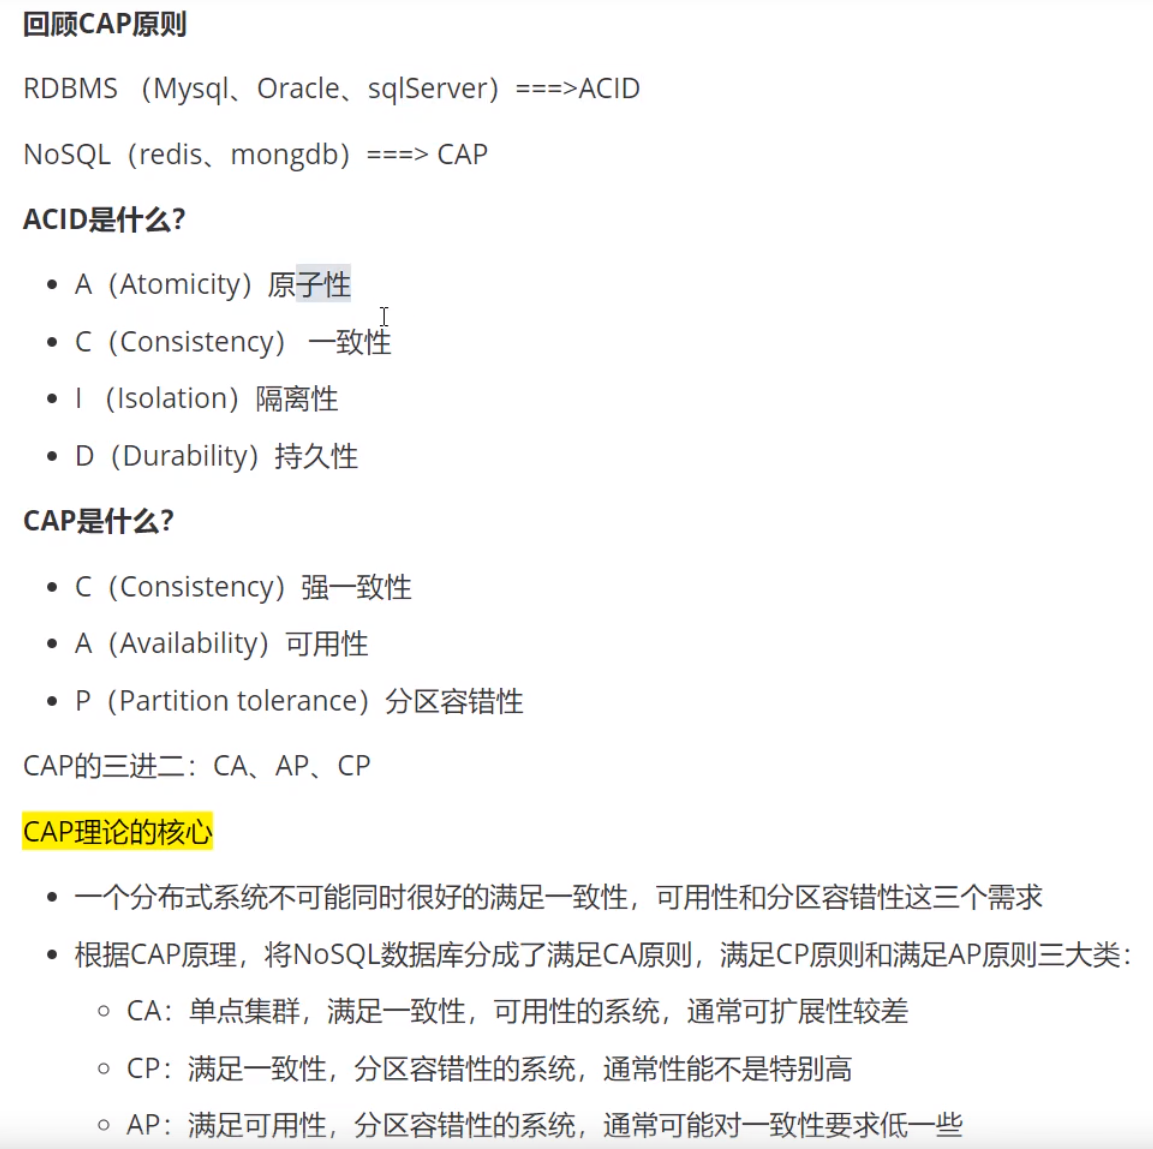 回顾CAP原则
RDBMS （Mysql、Oracle、sqlServer）===>ACID
NoSQL（redis、mongdb）===> CAP
ACID是什么？
A（Atomicity）原子性
C（Consistency） 一致性
I （Isolation）隔离性
D（Durability）持久性
CAP是什么？
C（Consistency）强一致性
A（Availability）可用性
P（Partition tolerance）分区容错性
CAP的三进二：CA、AP、CP
CAP理论的核心
一个分布式系统不可能同时很好的满足一致性，可用性和分区容错性这三个需求
根据CAP原理，将NoSQL数据库分成了满足CA原则，满足CP原则和满足AP原则三大类：
CA：单点集群，满足一致性，可用性的系统，通常可扩展性较差
CP：满足一致性，分区容错性的系统，通常性能不是特别高
AP：满足可用性，分区容错性的系统，通常可能对一致性要求低一些